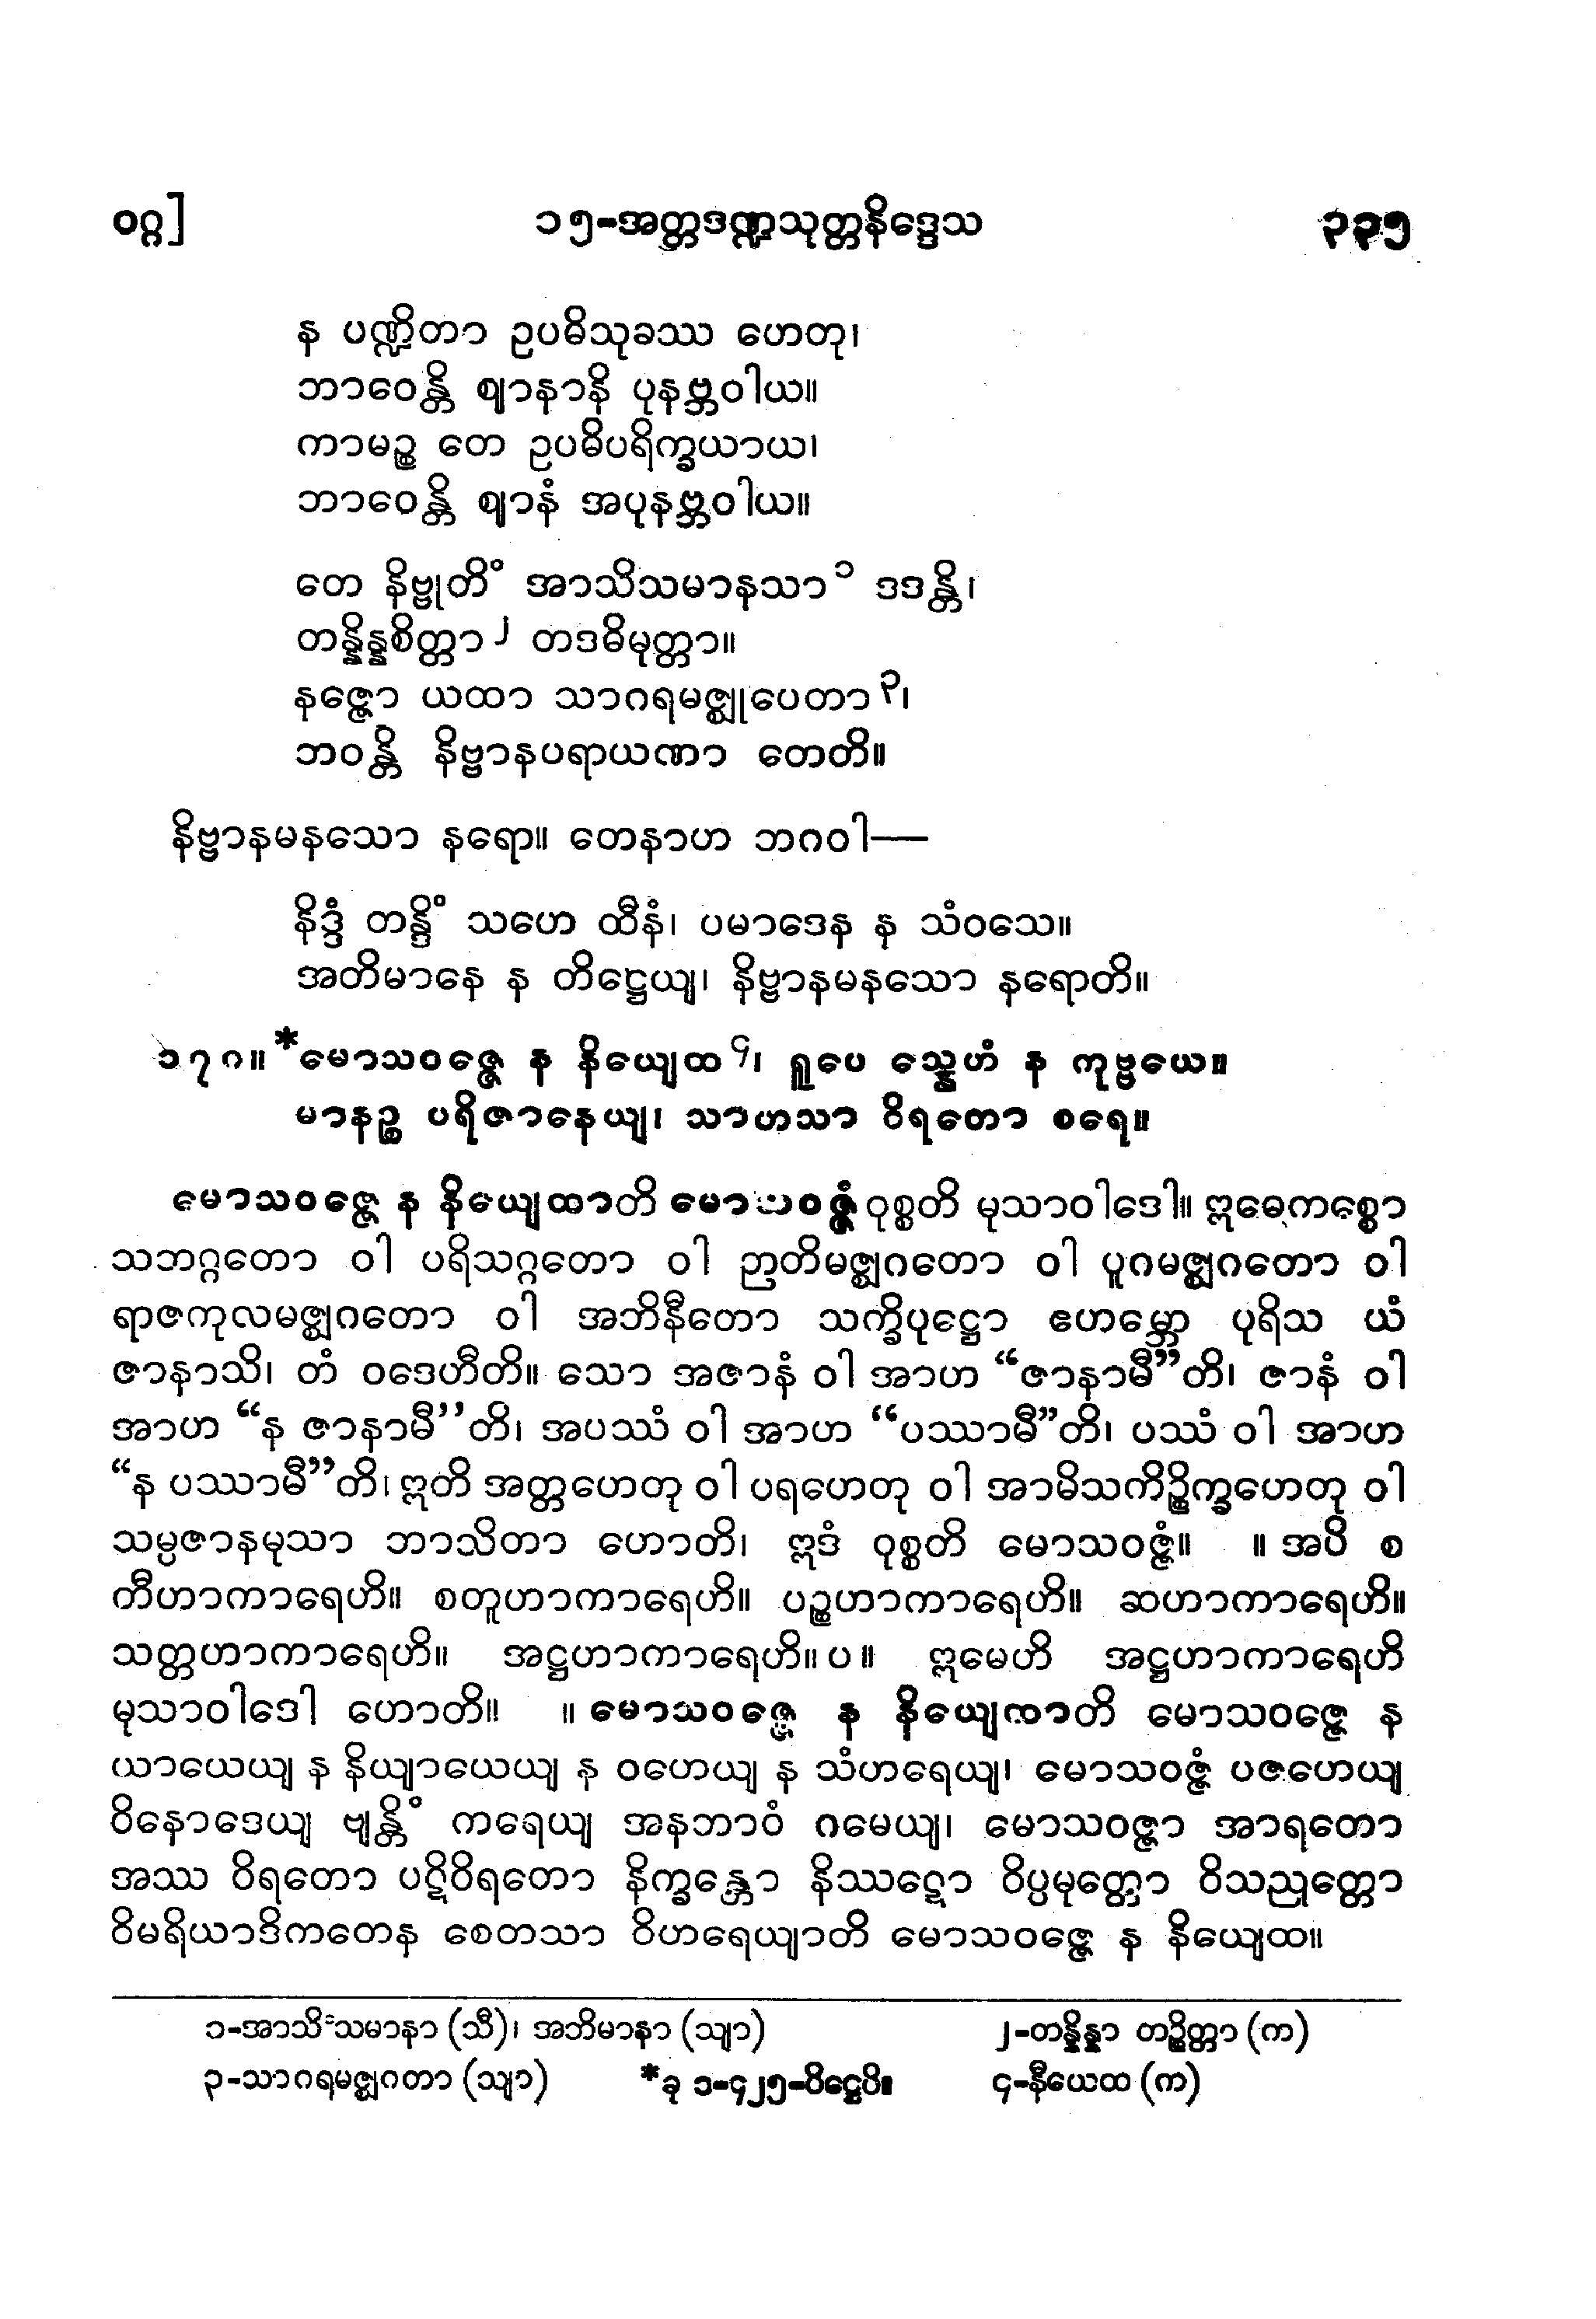 ဝဂ္ဂ]
၁၅-အတ္တဒဏ္ဍသုတ္တနိဒ္ဒေသ
၃၃၅
န ပဏ္ဍိတာ ဥပဓိသုခဿ ဟေတု၊
ဘာဝေန္တိ ဈာနာနိ ပုနဗ္ဘဝါယ။
ကာမဉ္စ တေ ဥပဓိပရိက္ခယာယ၊
ဘာဝေန္တိ ဈာနံ အပုနဗ္ဘဝါယ။
တေ နိဗ္ဗုတိံ အာသိသမာနသာ ၁ ဒဒန္တိ၊
တန္နိန္နစိတ္တာ ၂ တဒဓိမုတ္တာ။
နဇ္ဇော ယထာ သာဂရမဇ္ဈုပေတာ ၃၊
ဘဝန္တိ နိဗ္ဗာနပရာယဏာ တေတိ။
နိဗ္ဗာနမနသော နရော။ တေနာဟ ဘဂဝါ—
နိဒ္ဒံ တန္ဒိံ သဟေ ထီနံ၊ ပမာဒေန န သံဝသေ။
အတိမာနေ န တိဋ္ဌေယျ၊ နိဗ္ဗာနမနသော နရောတိ။
၁၇၈။ *မောသဝဇ္ဇေ န နိယျေထ ၄၊ ရူပေ သ္နေဟံ န ကုဗ္ဗယေ။
မာနဉ္စ ပရိဇာနေယျ၊ သာဟသာ ဝိရတော စရေ။
မောသဝဇ္ဇေ န နိယျေထာတိ မောသဝဇ္ဇံ ဝုစ္စတိ မုသာဝါဒေါ။ ဣဓေကစ္စော
သဘဂ္ဂတော ဝါ ပရိသဂ္ဂတော ဝါ ဉာတိမဇ္ဈဂတော ဝါ ပူဂမဇ္ဈဂတော ဝါ
ရာဇကုလမဇ္ဈဂတော ဝါ အဘိနီတော သက္ခိပုဋ္ဌော ဧဟမ္ဘော ပုရိသ ယံ
ဇာနာသိ၊ တံ ဝဒေဟီတိ။ သော အဇာနံ ဝါ အာဟ “ဇာနာမီ”တိ၊ ဇာနံ ဝါ
အာဟ “န ဇာနာမီ”တိ၊ အပဿံ ဝါ အာဟ “ပဿာမီ”တိ၊ ပဿံ ဝါ အာဟ
“န ပဿာမီ”တိ၊ ဣတိ အတ္တဟေတု ဝါ ပရဟေတု ဝါ အာမိသကိဉ္စိက္ခဟေတု ဝါ
သမ္ပဇာနမုသာ ဘာသိတာ ဟောတိ၊ ဣဒံ ဝုစ္စတိ မောသဝဇ္ဇံ။ ။ အပိ စ
တီဟာကာရေဟိ။ စတူဟာကာရေဟိ။ ပဉ္စဟာကာရေဟိ။ ဆဟာကာရေဟိ။
သတ္တဟာကာရေဟိ။ အဋ္ဌဟာကာရေဟိ။ ပ ။ ဣမေဟိ အဋ္ဌဟာကာရေဟိ
မုသာဝါဒေါ ဟောတိ။ ။ မောသဝဇ္ဇေ န နိယျေထာတိ မောသဝဇ္ဇေ န
ယာယေယျ န နိယျာယေယျ န ဝဟေယျ န သံဟရေယျ၊ မောသဝဇ္ဇံ ပဇဟေယျ
ဝိနောဒေယျ ဗျန္တိံ ကရေယျ အနဘာဝံ ဂမေယျ၊ မောသဝဇ္ဇာ အာရတော
အဿ ဝိရတော ပဋိဝိရတော နိက္ခန္တော နိဿဋော ဝိပ္ပမုတ္တော ဝိသညုတ္တော
ဝိမရိယာဒိကတေန စေတသာ ဝိဟရေယျာတိ မောသဝဇ္ဇေ န နိယျေထ။
၁-အာသိံသမာနာ (သီ)၊ အဘိမာနာ (သျာ)
၂-တန္နိန္နာ တဉ္စိတ္တာ (က)
၃-သာဂရမဇ္ဈဂတာ (သျာ)
*ခု ၁-၄၂၅-ပိဋ္ဌေပိ။
၄-နီယေထ (က)